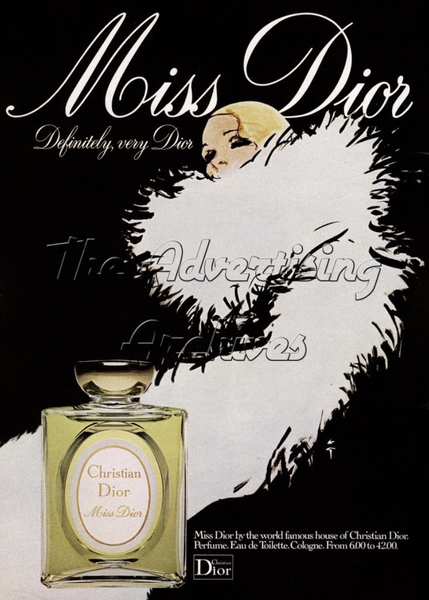 Miss Dior
Definitely, very Dior
The Advertising
Archives
Christian
Dior
Miss Dior
Miss Dior by the world famous house of Christian Dior.
Perfume. Eau de Toilette. Cologne. From 6.00 to 42.00.
Christian
Dior